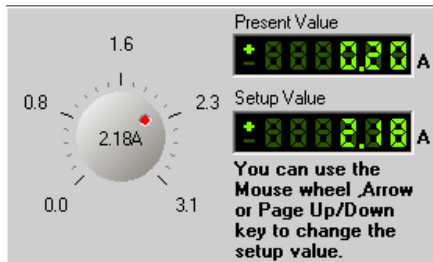 Present Value
1.6
+ 0.20 A
0.8
2.3
Setup Value
2.18A
+ 2.18 A
You can use the
Mouse wheel ,Arrow
or Page Up/Down
key to change the
setup value.
0.0
3.1